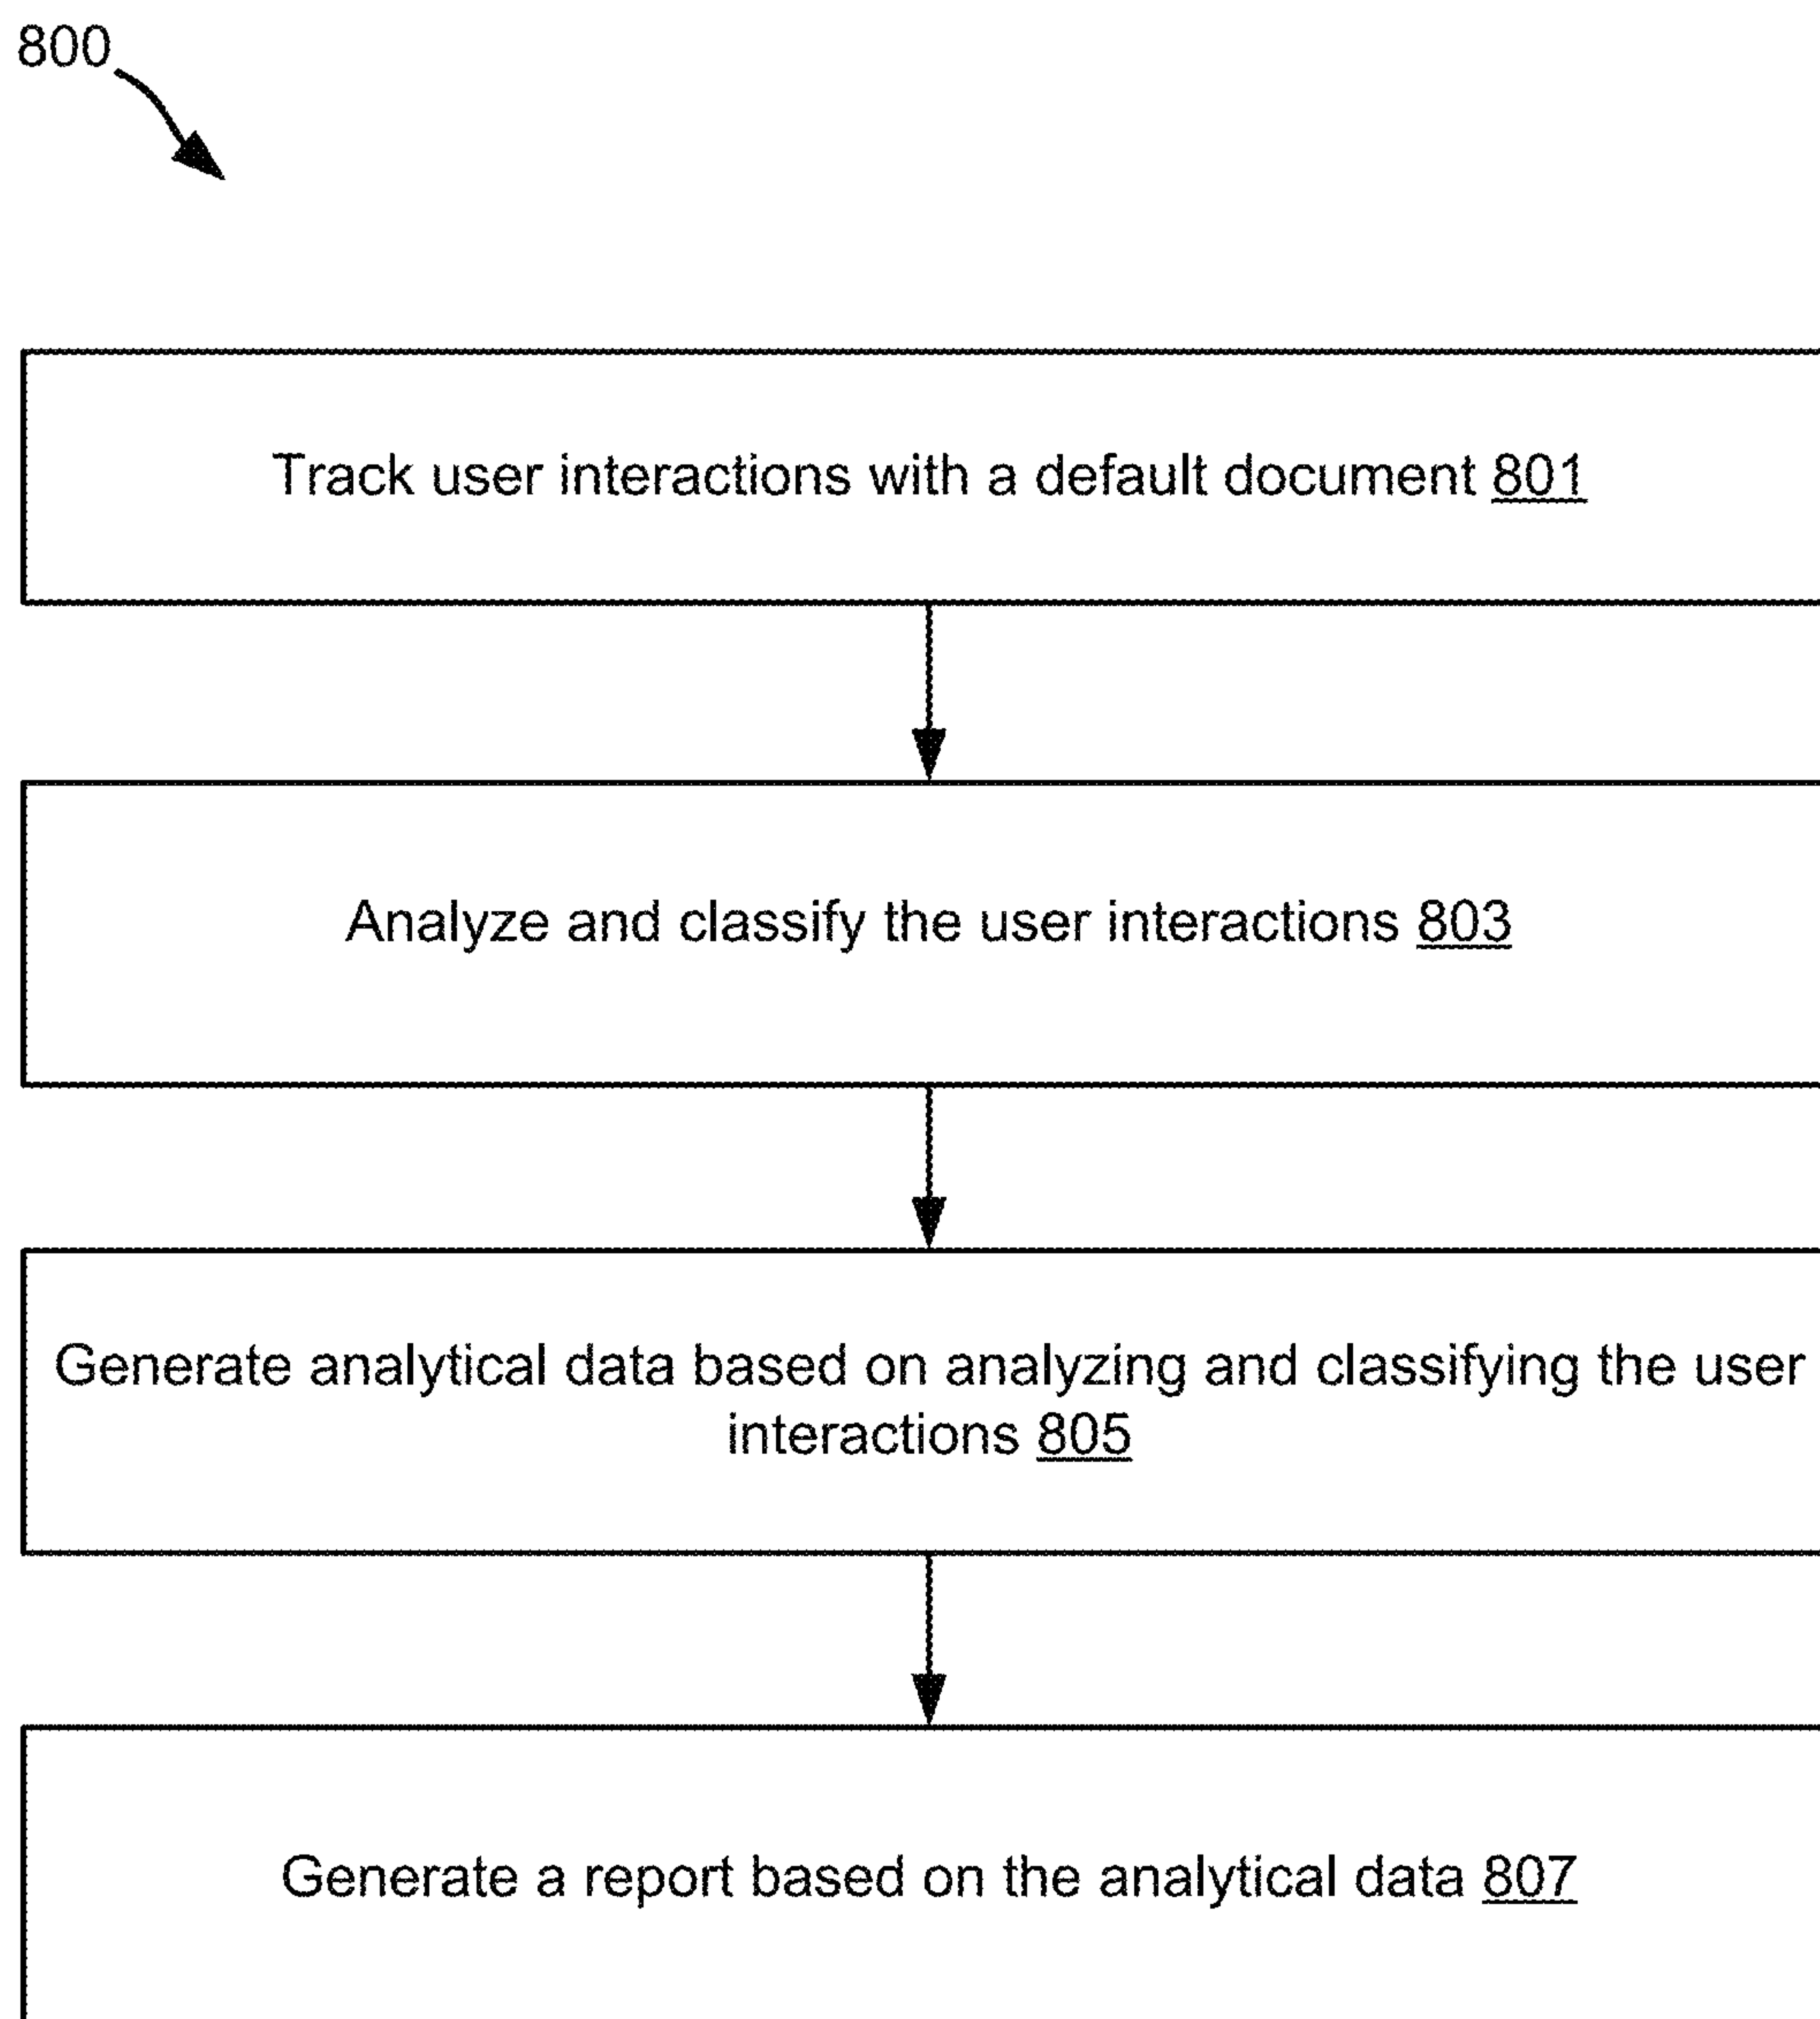 800
Track user interactions with a default document 801
Analyze and classify the user interactions 803
Generate analytical data based on analyzing and classifying the user
interactions 805
Generate a report based on the analytical data 807